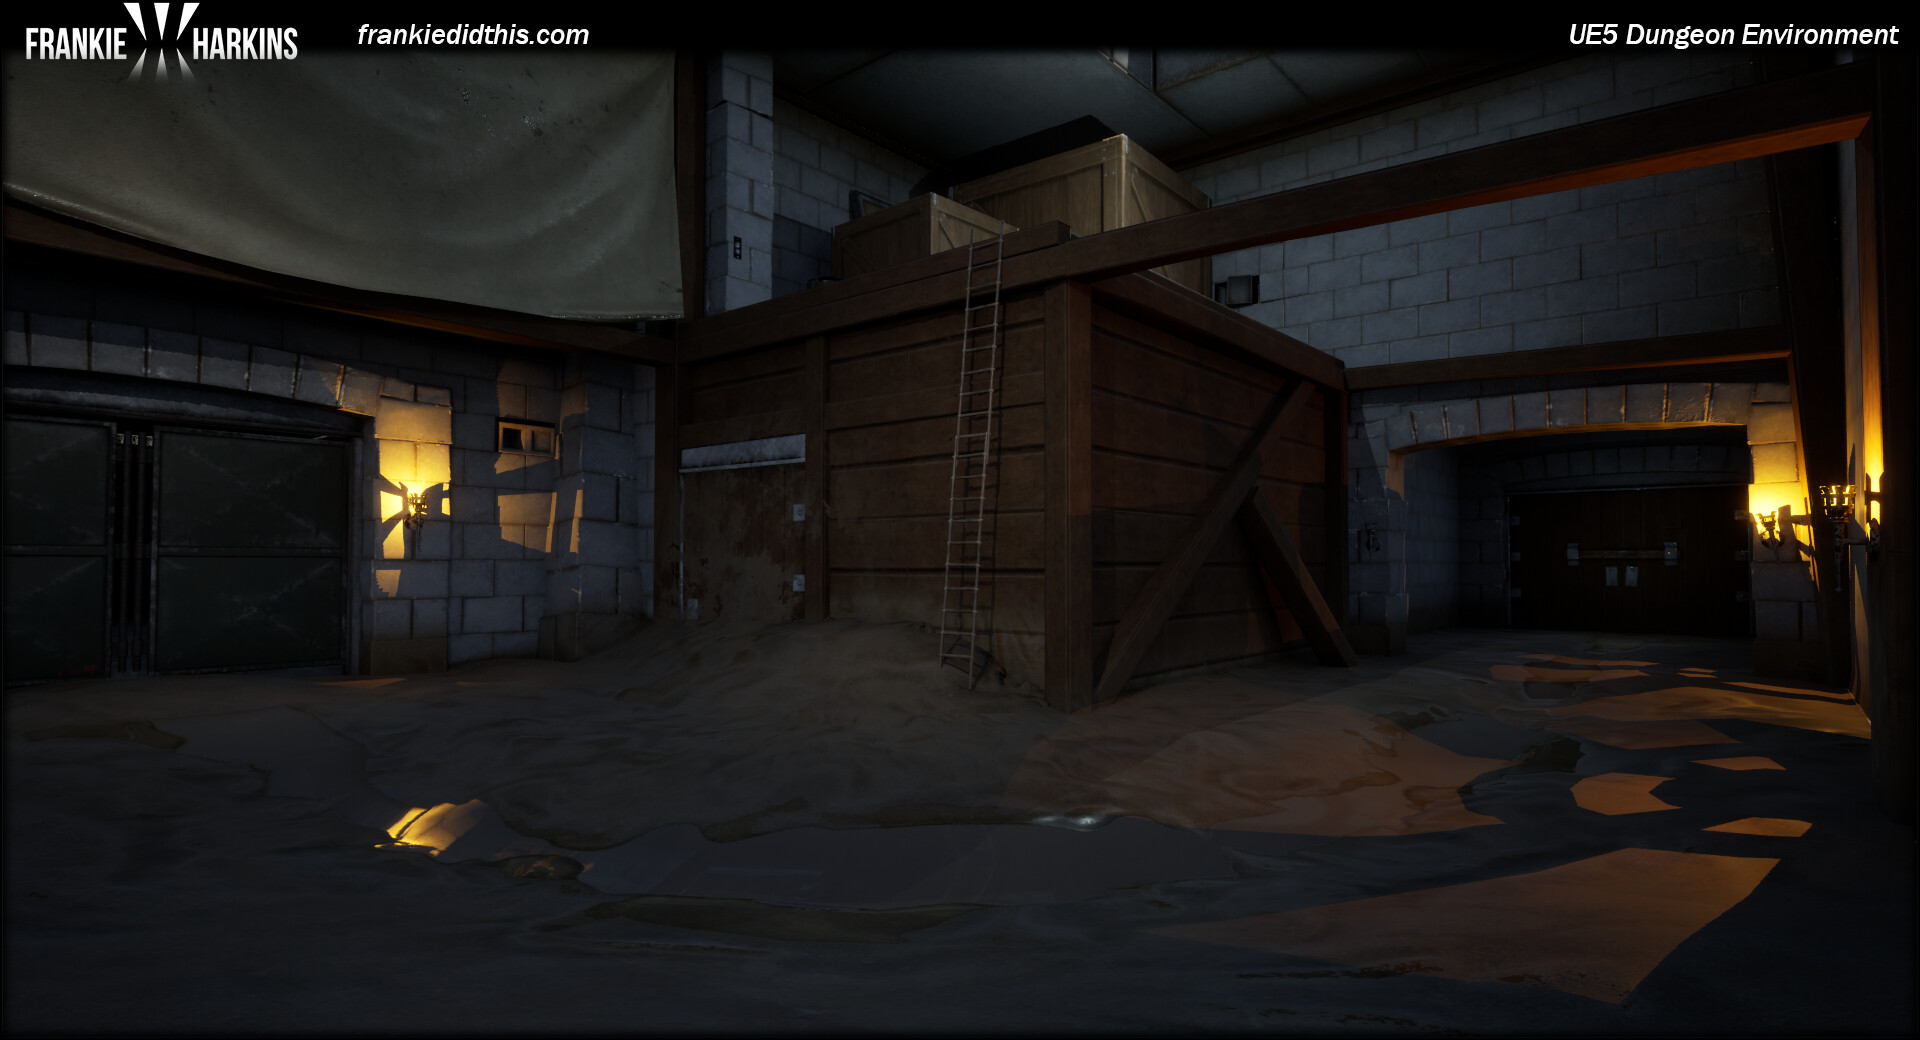 FRANKIE HARKINS
frankiedidthis.com
UE5 Dungeon Environment